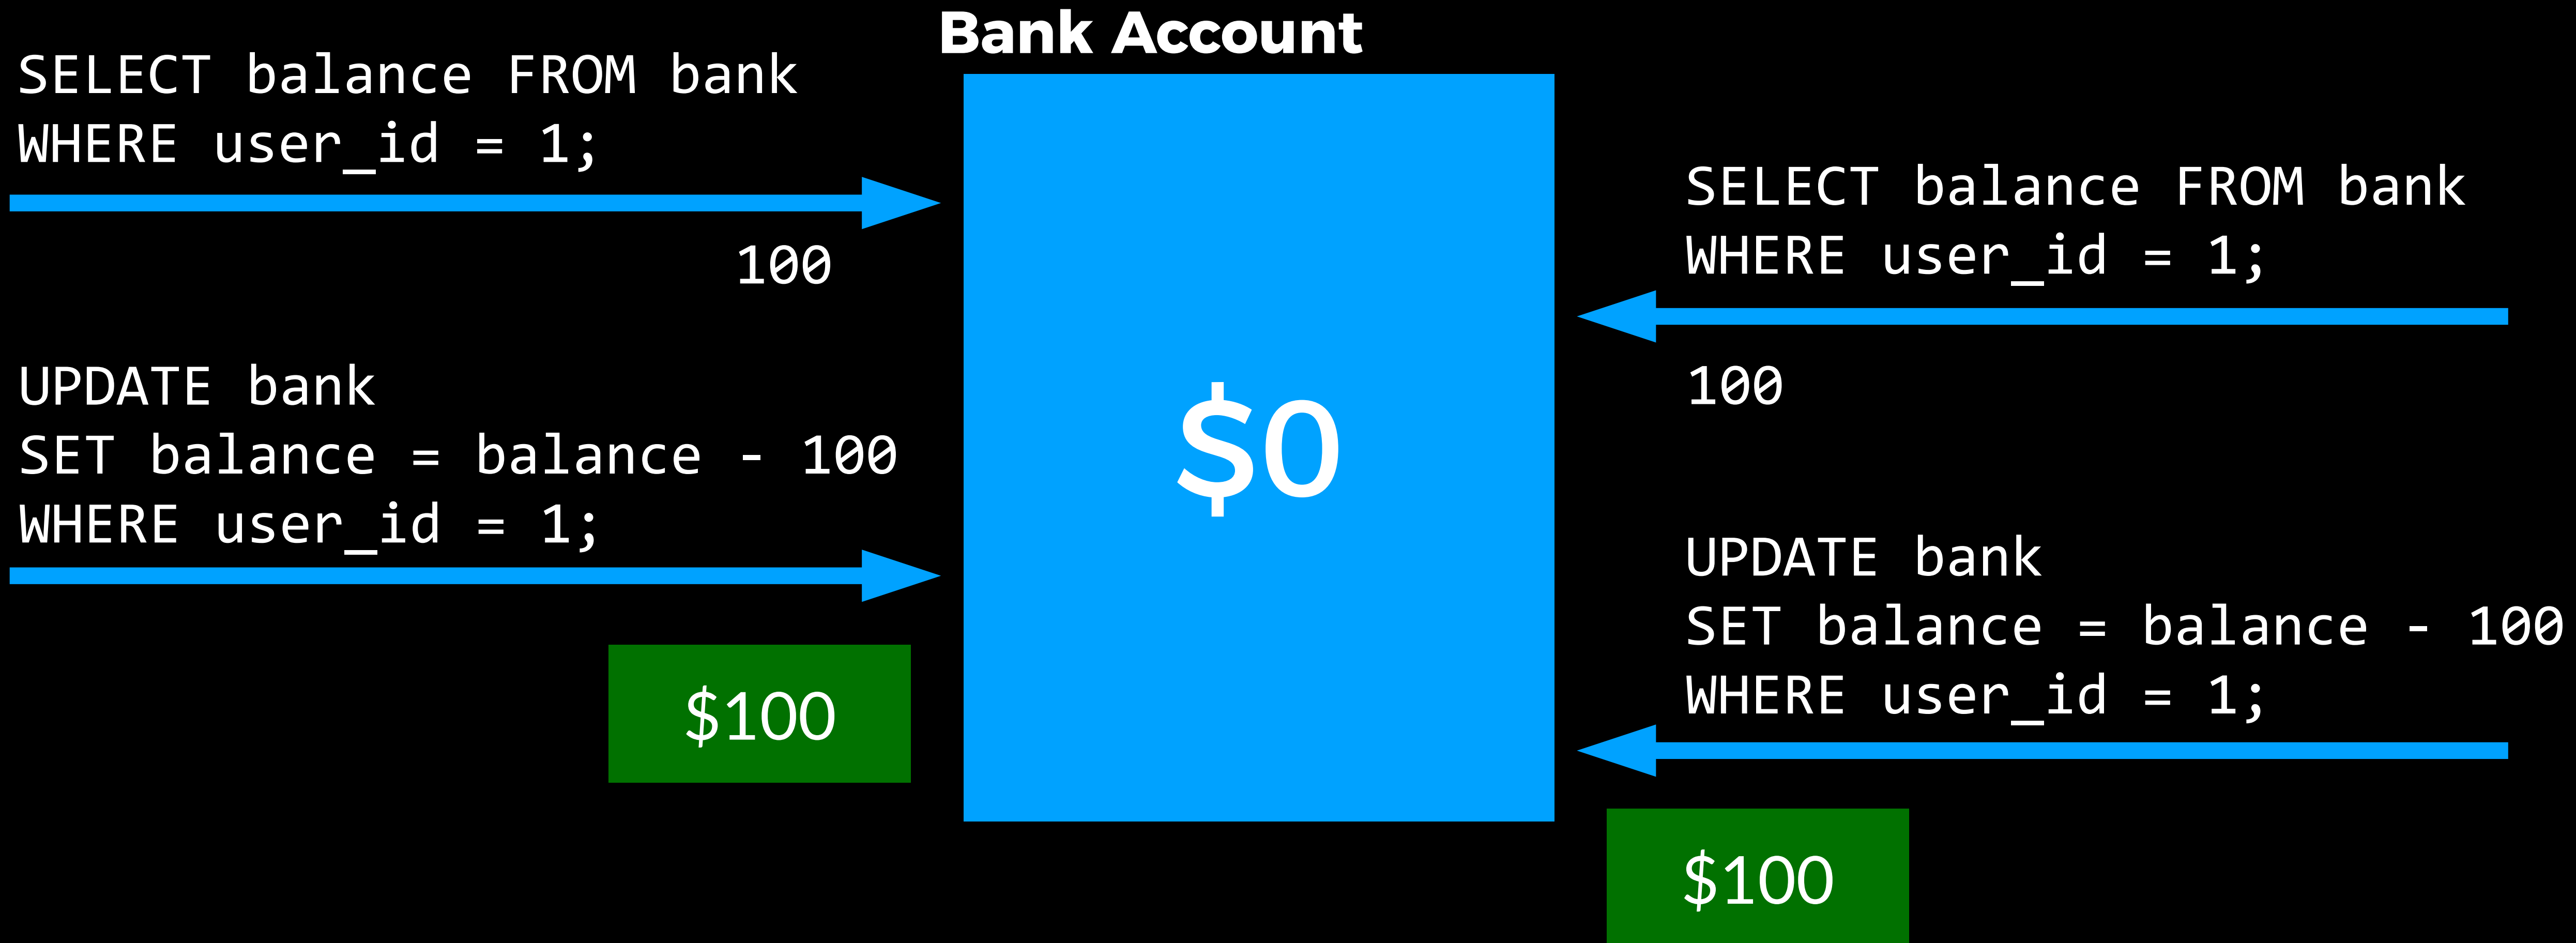 Bank Account
SELECT balance FROM bank
WHERE user_id = 1;
100
UPDATE bank
SET balance = balance - 100
WHERE user_id = 1;
$100
$0
SELECT balance FROM bank
WHERE user_id = 1;
100
UPDATE bank
SET balance = balance - 100
WHERE user_id = 1;
$100